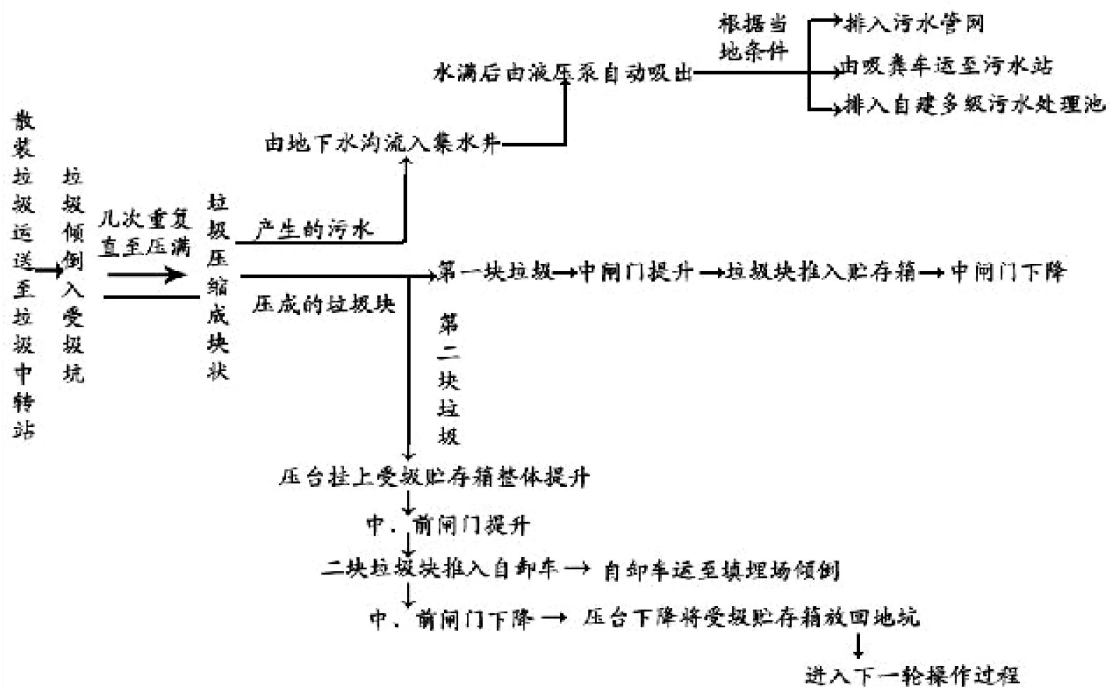 散装垃圾运送至垃圾中转站
垃圾倾倒入受圾坑
几次重复
直至压满
垃圾压缩成块状
产生的污水
由地下水沟流入集水井
水满后由液压泵自动吸出
根据当
地条件
排入污水管网
由吸粪车运至污水站
排入自建多级污水处理池
压成的垃圾块
第一块垃圾
中闸门提升
垃圾块推入贮存箱
中闸门下降
第二块垃圾
压台挂上受圾贮存箱整体提升
中．前闸门提升
二块垃圾块推入自卸车
自卸车运至填埋场倾倒
中．前闸门下降
压台下降将受圾贮存箱放回地坑
进入下一轮操作过程